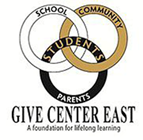 SCHOOL COMMUNITY
STUDENTS
PARENTS
GIVE CENTER EAST
A foundation for lifelong learning